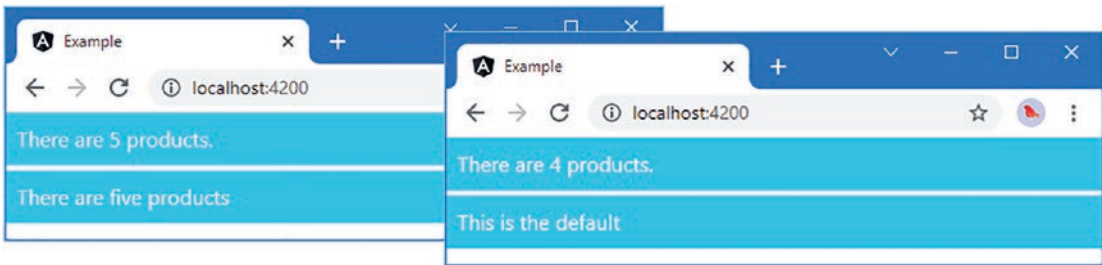 Example
localhost:4200
There are 5 products.
There are five products
Example
localhost:4200
There are 4 products.
This is the default